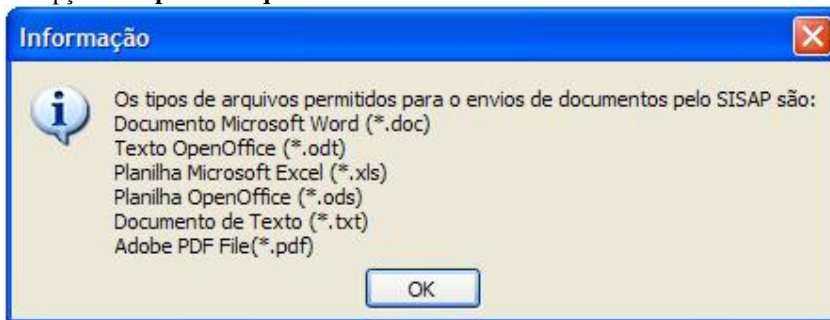 Informação
Os tipos de arquivos permitidos para o envios de documentos pelo SISAP são:
Documento Microsoft Word (*.doc)
Texto OpenOffice (*.odt)
Planilha Microsoft Excel (*.xls)
Planilha OpenOffice (*.ods)
Documento de Texto (*.txt)
Adobe PDF File(*.pdf)
OK